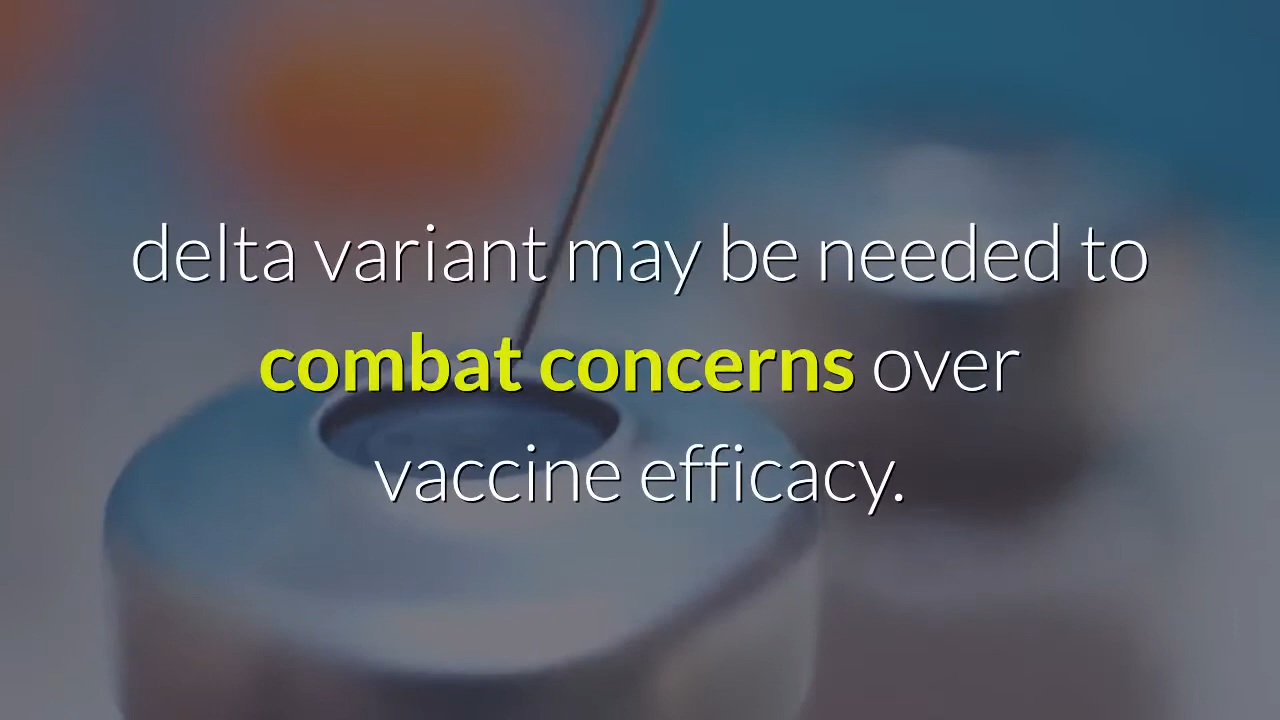 delta variant may be needed to
combat concerns over
vaccine efficacy.